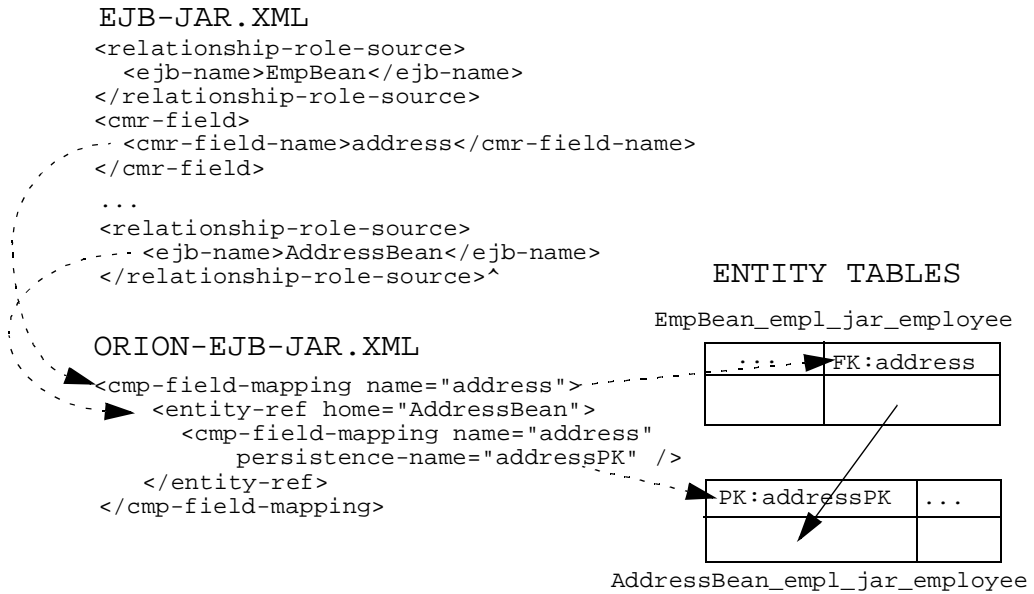 EJB-JAR.XML
<relationship-role-source>
<ejb-name>EmpBean</ejb-name>
</relationship-role-source>
<cmr-field>
<cmr-field-name>address</cmr-field-name>
</cmr-field>
...
<relationship-role-source>
<ejb-name>AddressBean</ejb-name>
</relationship-role-source>^
ORION-EJB-JAR.XML
<cmp-field-mapping name="address">
<entity-ref home="AddressBean">
<cmp-field-mapping name="address"
persistence-name="addressPK" />
</entity-ref>
</cmp-field-mapping>
ENTITY TABLES
EmpBean_empl_jar_employee
... FK:address
PK:addressPK ...
AddressBean_empl_jar_employee